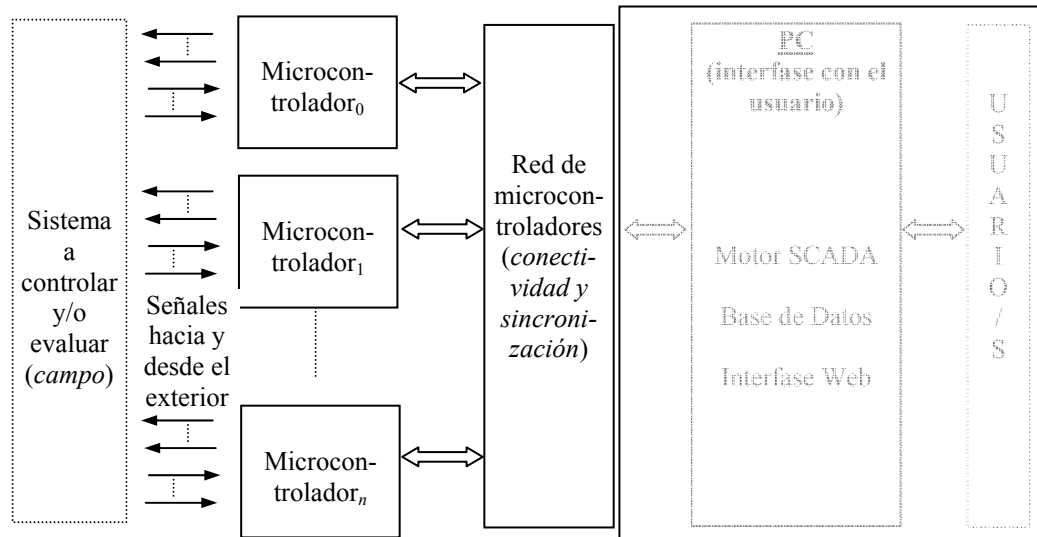 Sistema
a
controlar
y/o
evaluar
(campo)
Señales
hacia y
desde el
exterior
Microcon-
trolador0
Microcon-
trolador1
Microcon-
troladorn
Red de
microcon-
troladores
(conecti-
vidad y
sincroni-
zación)
PC
(interfase con el
usuario)
Motor SCADA
Base de Datos
Interfase Web
U
S
U
A
R
I
O
/
S